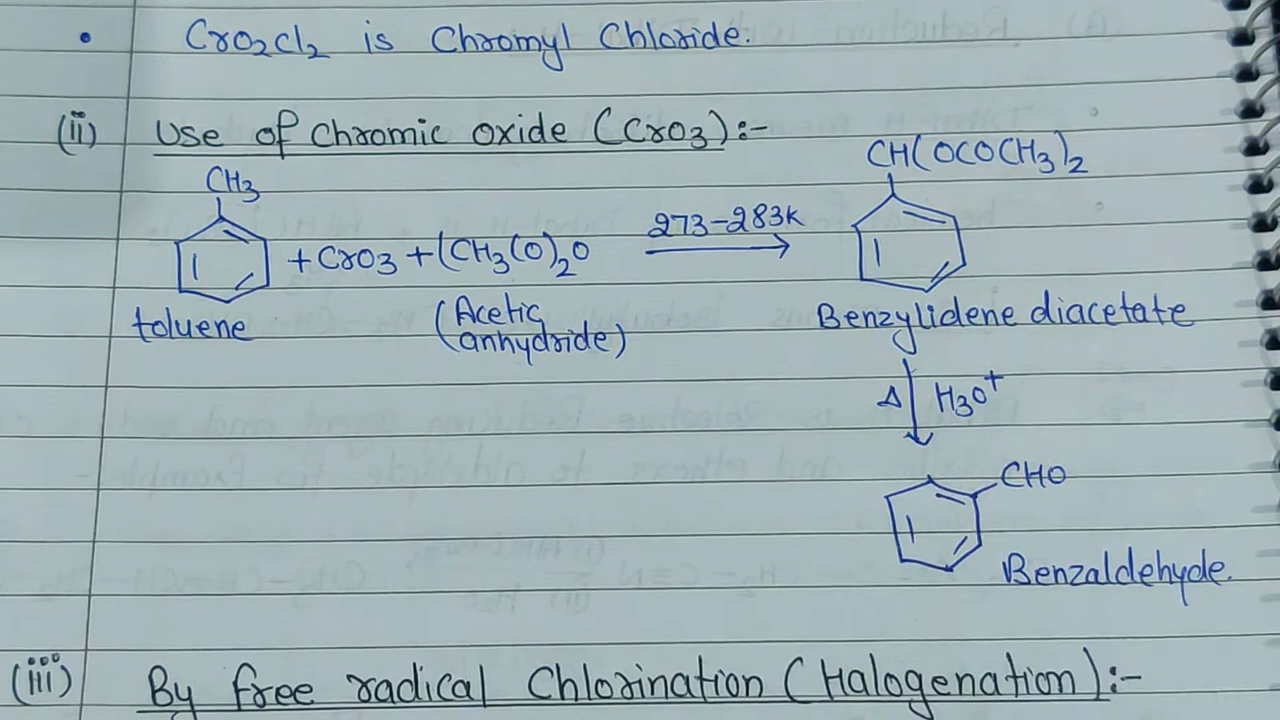 • CrO2Cl2 is Chromyl Chloride.
(ii) Use of Chromic oxide (CrO3):-
CH(OCOCH3)2
CH3
+ CrO3 + (CH3(O)2O 273-283K
toluene (Acetic anhydride) Benzylidene diacetate
Δ H3O+
CHO
Benzaldehyde.
(iii) By free radical Chlorination (Halogenation):-